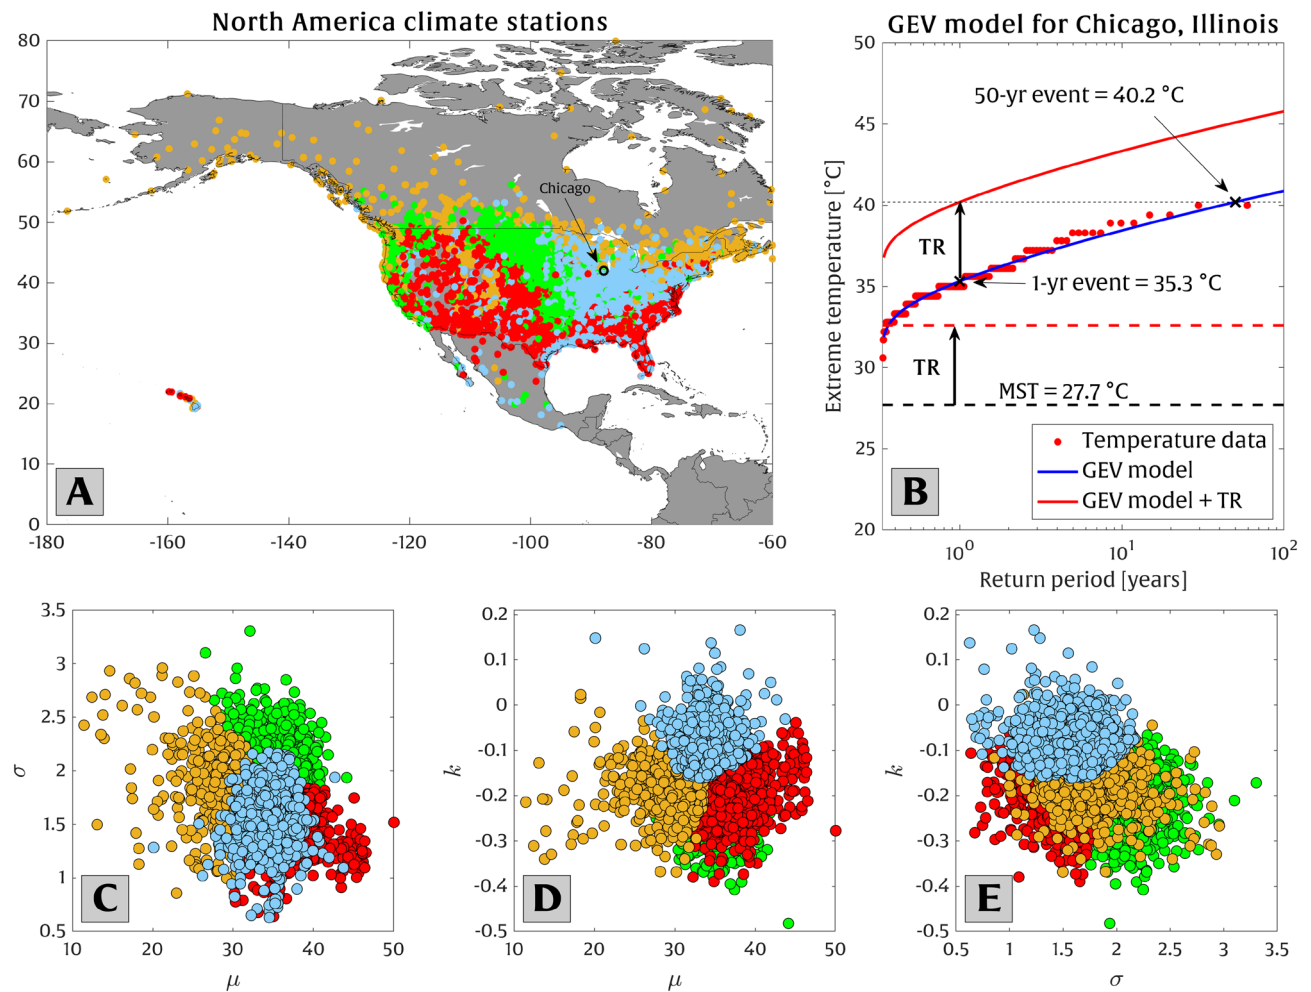 North America climate stations
80
70
60
50
40
30
20
10
0
-180
-160
-140
-120
-100
-80
-60
Chicago
A
GEV model for Chicago, Illinois
Extreme temperature [°C]
50
45
40
35
30
25
20
50-yr event = 40.2 °C
TR
1-yr event = 35.3 °C
TR
MST = 27.7 °C
Temperature data
GEV model
GEV model + TR
B
10⁰
10¹
10²
Return period [years]
3.5
3
2.5
2
1.5
1
0.5
σ
C
10
20
30
40
50
μ
0.2
0.1
0
-0.1
-0.2
-0.3
-0.4
-0.5
k
D
10
20
30
40
50
μ
0.2
0.1
0
-0.1
-0.2
-0.3
-0.4
-0.5
k
E
0.5
1
1.5
2
2.5
3
3.5
σ